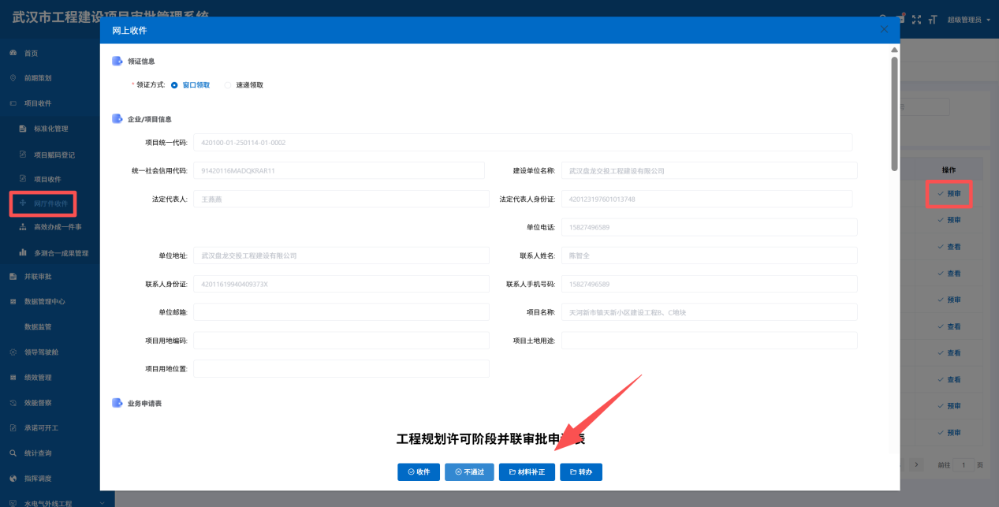 武汉市工程建设项目审批管理系统
超级管理员
网上收件
首页
前期策划
项目收件
标准化管理
项目赋码登记
项目收件
网厅件收件
高效办成一件事
多测合一成果管理
并联审批
数据管理中心
数据监管
领导驾驶舱
绩效管理
效能督察
承诺可开工
统计查询
指挥调度
水电气外线工程
领证信息
* 领证方式: 窗口领取 速递领取
企业/项目信息
项目统一代码: 420100-01-250114-01-0002
统一社会信用代码: 91420116MADQKRAR11 建设单位名称: 武汉盘龙交投工程建设有限公司
法定代表人: 王燕燕 法定代表人身份证: 420123197601013748
单位电话: 15827496589
单位地址: 武汉盘龙交投工程建设有限公司 联系人姓名: 陈智全
联系人身份证: 42011619940409373X 联系人手机号码: 15827496589
单位邮箱: 项目名称: 天河新市镇天新小区建设工程B、C地块
项目用地编码: 项目土地用途:
项目用地位置:
业务申请表
工程规划许可阶段并联审批申 表
收件 不通过 材料补正 转办
操作
预审
预审
查看
查看
预审
查看
查看
查看
预审
预审
前往 1 页